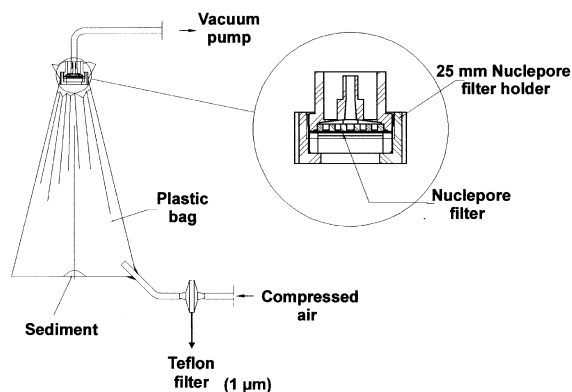 Vacuum
pump
25 mm Nuclepore
filter holder
Nuclepore
filter
Plastic
bag
Compressed
air
Sediment
Teflon
filter (1 µm)